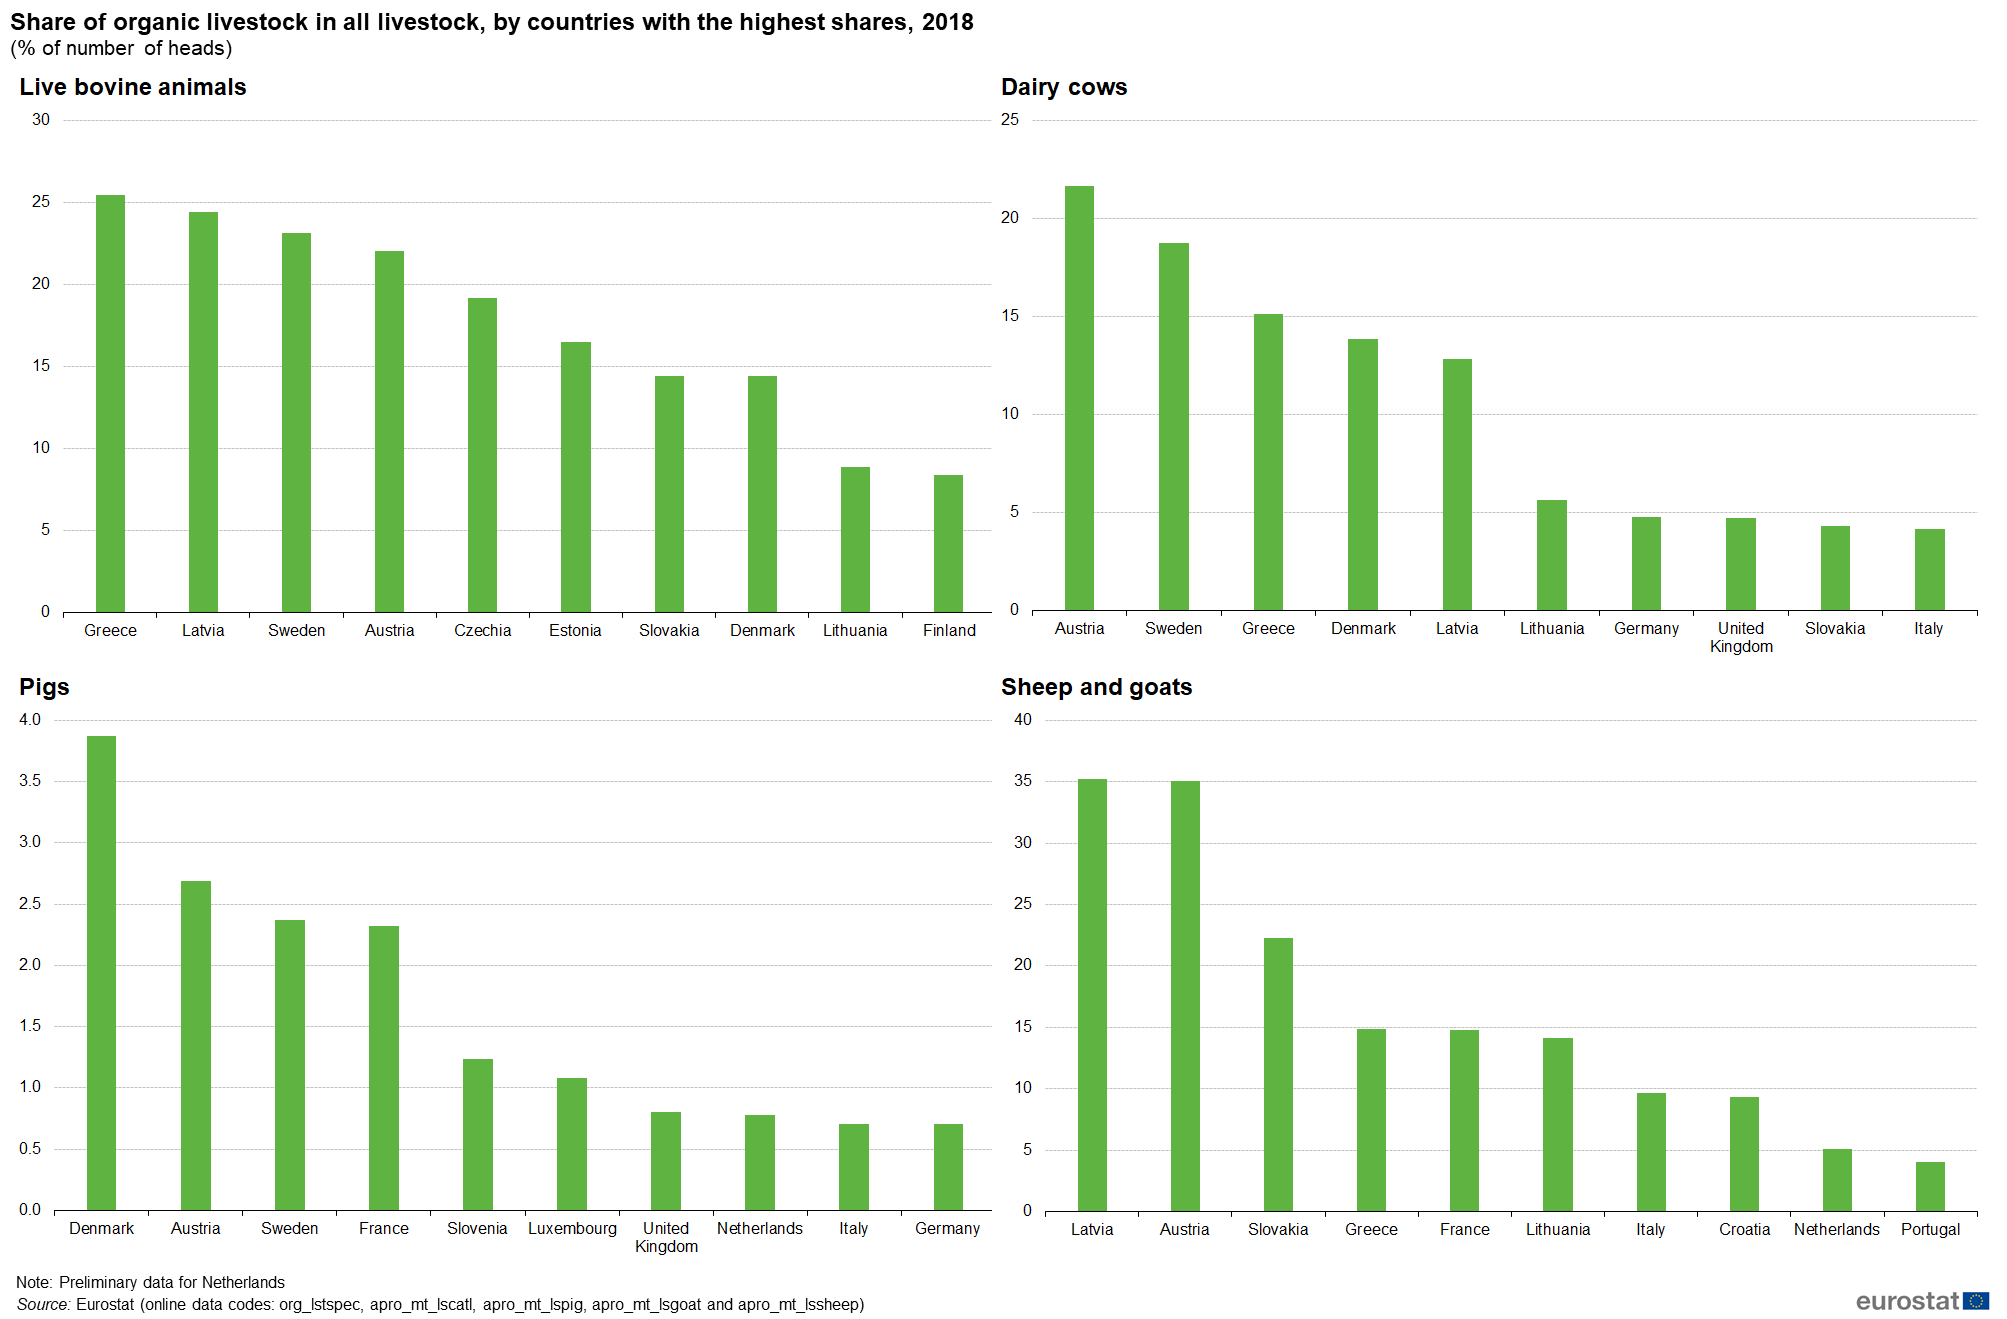 Share of organic livestock in all livestock, by countries with the highest shares, 2018
(% of number of heads)
Live bovine animals
30
25
20
15
10
5
0
Greece Latvia Sweden Austria Czechia Estonia Slovakia Denmark Lithuania Finland
Dairy cows
25
20
15
10
5
0
Austria Sweden Greece Denmark Latvia Lithuania Germany United Slovakia Italy
Kingdom
Pigs
4.0
3.5
3.0
2.5
2.0
1.5
1.0
0.5
0.0
Denmark Austria Sweden France Slovenia Luxembourg United Netherlands Italy Germany
Kingdom
Sheep and goats
40
35
30
25
20
15
10
5
0
Latvia Austria Slovakia Greece France Lithuania Italy Croatia Netherlands Portugal
Note: Preliminary data for Netherlands
Source: Eurostat (online data codes: org_lstspec, apro_mt_lscatl, apro_mt_lspig, apro_mt_lsgoat and apro_mt_lssheep)
eurostat